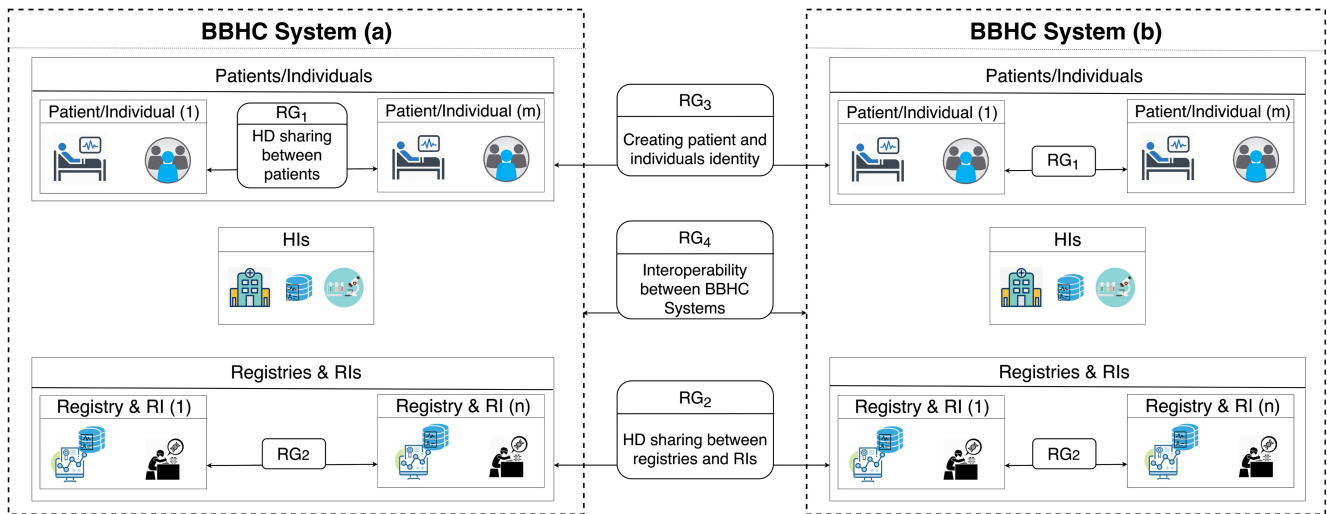 BBHC System (a)
Patients/Individuals
Patient/Individual (1)
RG1
HD sharing
between
patients
Patient/Individual (m)
HIs
Registries & RIs
Registry & RI (1)
RG2
Registry & RI (n)
RG3
Creating patient and
individuals identity
RG4
Interoperability
between BBHC
Systems
RG2
HD sharing between
registries and RIs
BBHC System (b)
Patients/Individuals
Patient/Individual (1)
RG1
Patient/Individual (m)
HIs
Registries & RIs
Registry & RI (1)
RG2
Registry & RI (n)